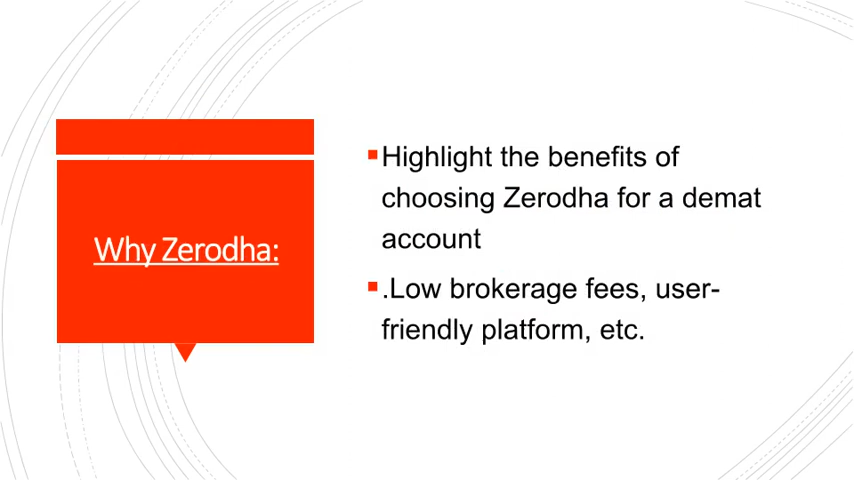 Why Zerodha:
Highlight the benefits of
choosing Zerodha for a demat
account
.Low brokerage fees, user-
friendly platform, etc.